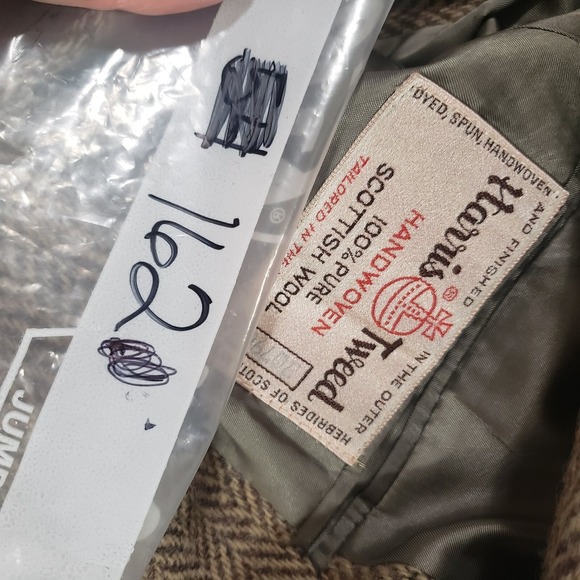 162
JUM
DYED, SPUN, HANDWOVEN AND FINISHED
IN THE OUTER
HEBRIDES OF SCOT
Harris Tweed
®
HANDWOVEN
100% PURE
SCOTTISH WOOL
TAILORED IN THE
®